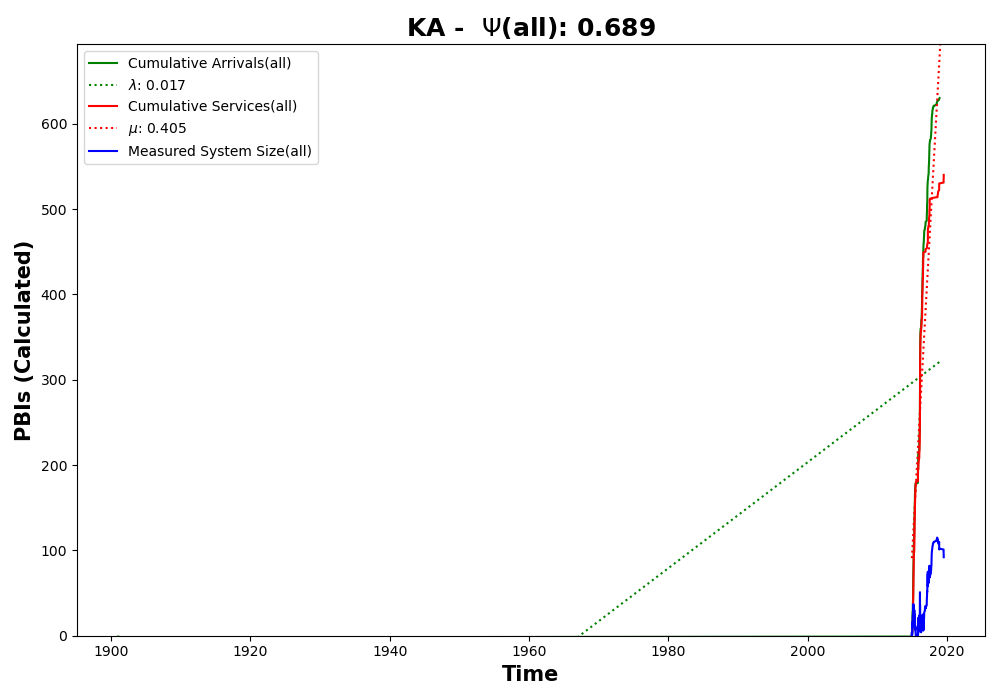 KA - Ψ(all): 0.689
Cumulative Arrivals(all)
λ: 0.017
Cumulative Services(all)
μ: 0.405
Measured System Size(all)
PBIs (Calculated)
600
500
400
300
200
100
0
1900 1920 1940 1960 1980 2000 2020
Time